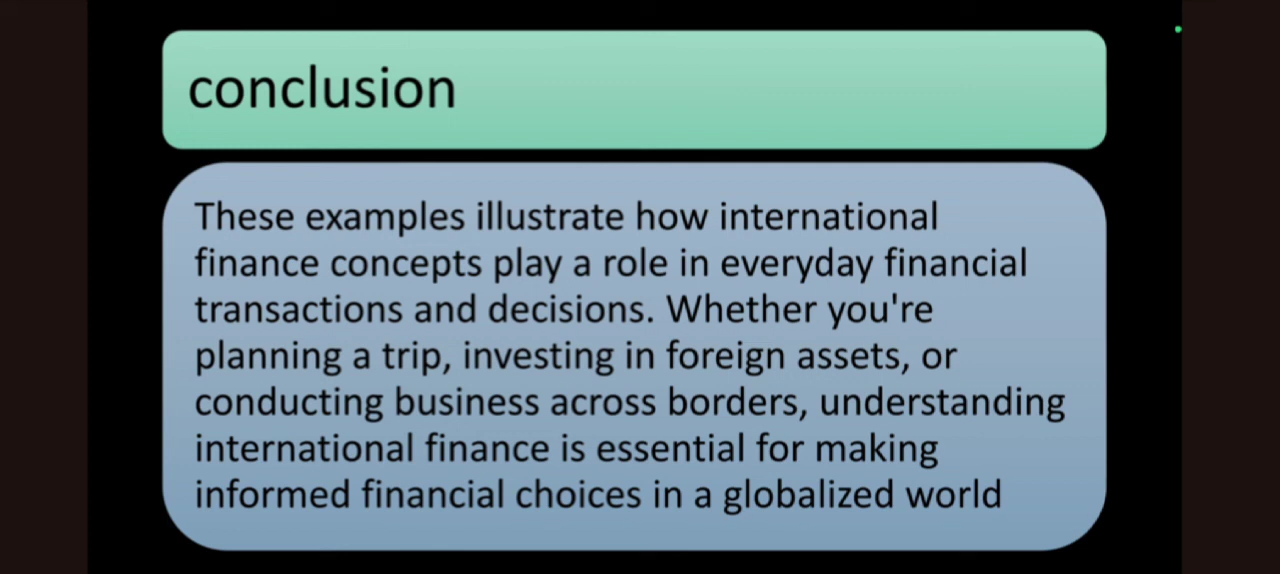 conclusion
These examples illustrate how international
finance concepts play a role in everyday financial
transactions and decisions. Whether you're
planning a trip, investing in foreign assets, or
conducting business across borders, understanding
international finance is essential for making
informed financial choices in a globalized world